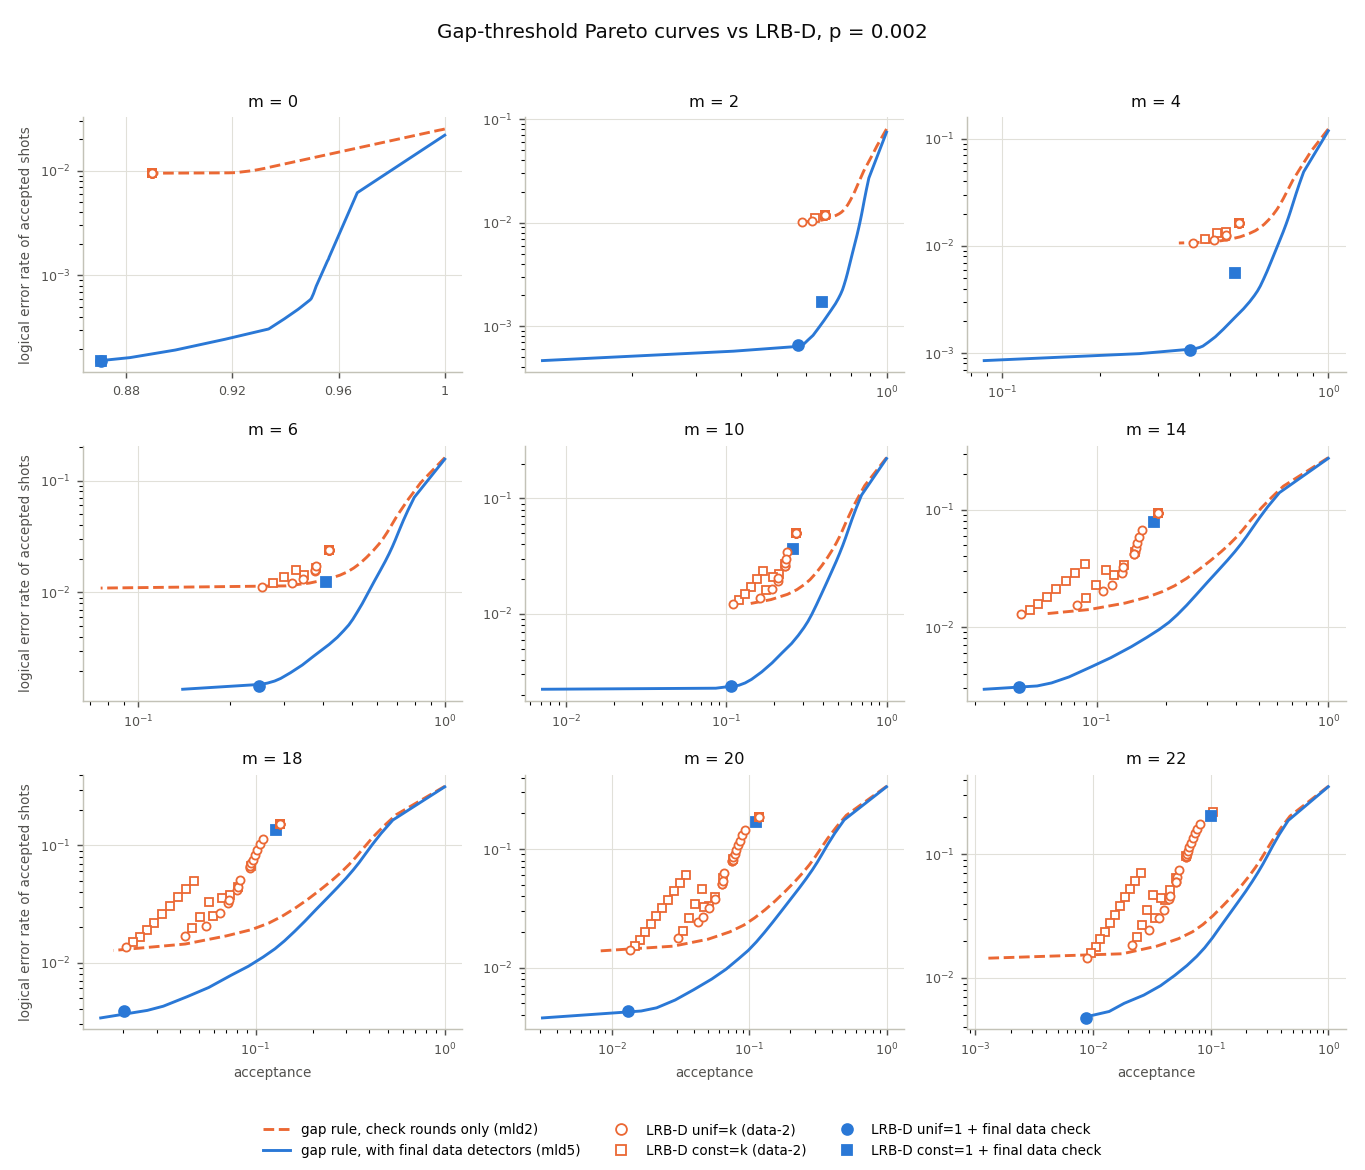 Gap-threshold Pareto curves vs LRB-D, p = 0.002
m = 0
m = 2
m = 4
logical error rate of accepted shots
10⁻²
10⁻³
0.88
0.92
0.96
1
10⁻¹
10⁻²
10⁻³
10⁰
10⁻¹
10⁻²
10⁻³
10⁻¹
10⁰
m = 6
m = 10
m = 14
logical error rate of accepted shots
10⁻¹
10⁻²
10⁻¹
10⁰
10⁻¹
10⁻²
10⁻²
10⁻¹
10⁰
10⁻¹
10⁻²
10⁻¹
10⁰
m = 18
m = 20
m = 22
logical error rate of accepted shots
10⁻¹
10⁻²
10⁻¹
10⁰
acceptance
10⁻¹
10⁻²
10⁻²
10⁻¹
10⁰
acceptance
10⁻¹
10⁻²
10⁻³
10⁻²
10⁻¹
10⁰
acceptance
gap rule, check rounds only (mld2)
gap rule, with final data detectors (mld5)
LRB-D unif=k (data-2)
LRB-D const=k (data-2)
LRB-D unif=1 + final data check
LRB-D const=1 + final data check